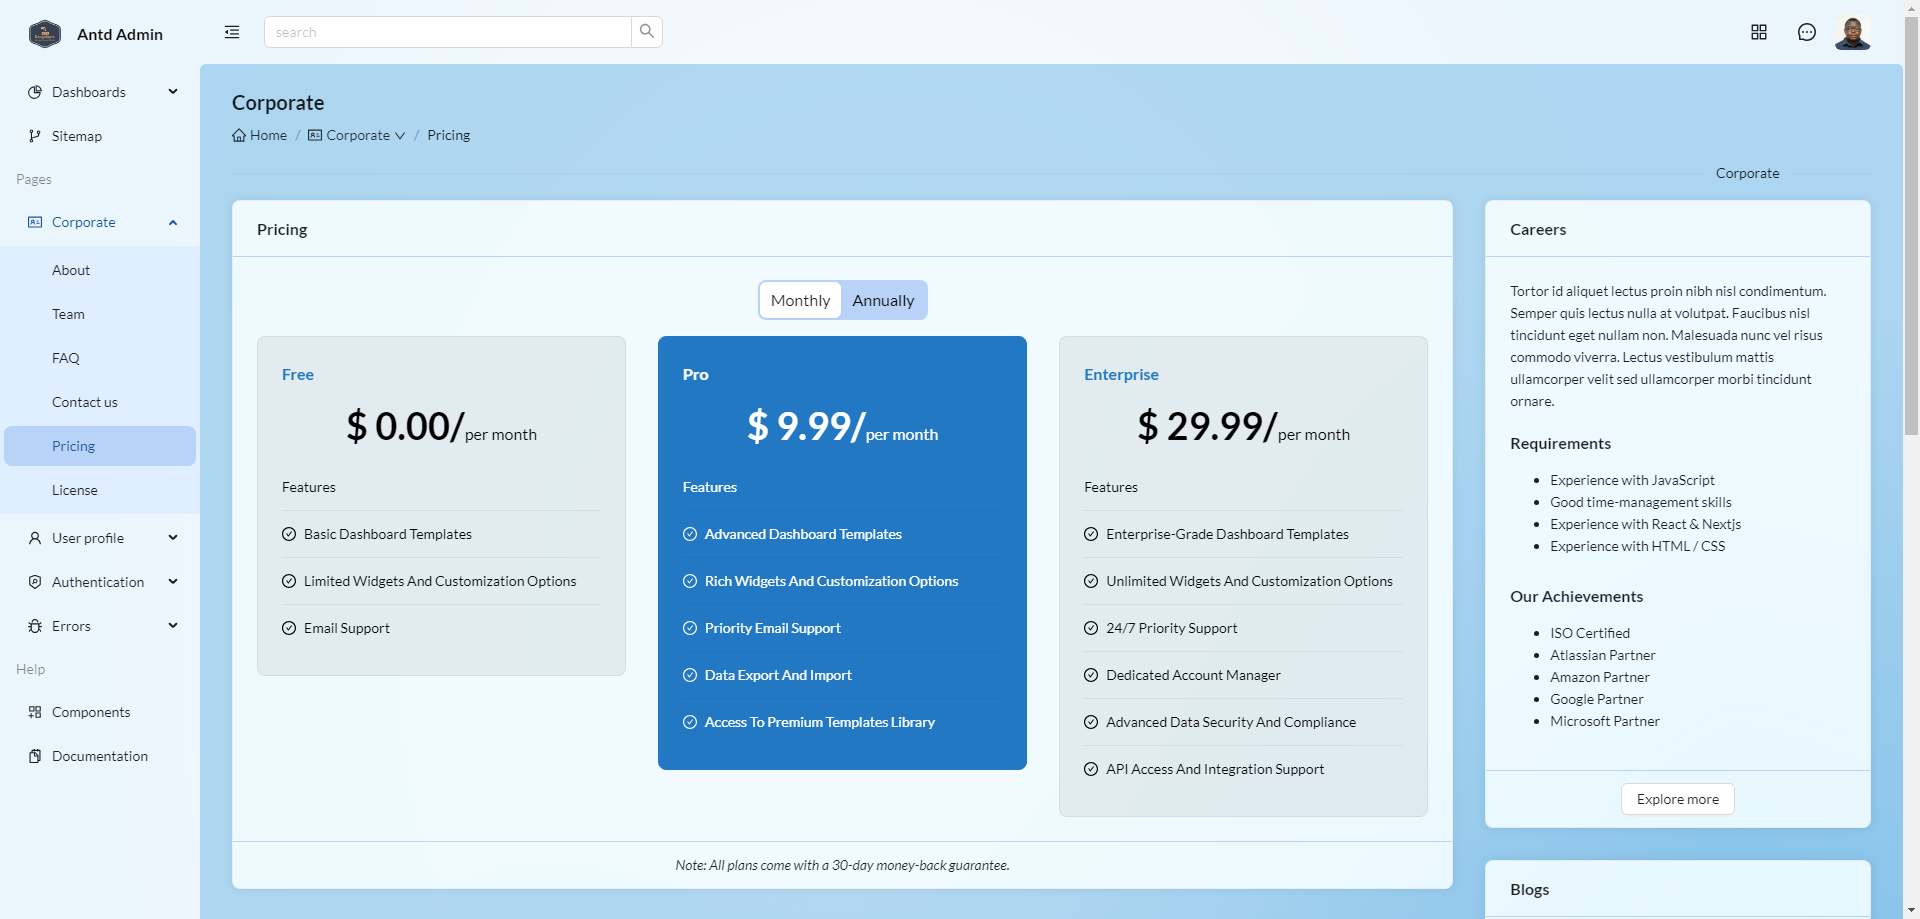 Antd Admin
search
Dashboards
Sitemap
Pages
Corporate
About
Team
FAQ
Contact us
Pricing
License
User profile
Authentication
Errors
Help
Components
Documentation
Corporate
Home / Corporate / Pricing
Corporate
Pricing
Monthly Annually
Free
$ 0.00/per month
Features
Basic Dashboard Templates
Limited Widgets And Customization Options
Email Support
Pro
$ 9.99/per month
Features
Advanced Dashboard Templates
Rich Widgets And Customization Options
Priority Email Support
Data Export And Import
Access To Premium Templates Library
Enterprise
$ 29.99/per month
Features
Enterprise-Grade Dashboard Templates
Unlimited Widgets And Customization Options
24/7 Priority Support
Dedicated Account Manager
Advanced Data Security And Compliance
API Access And Integration Support
Note: All plans come with a 30-day money-back guarantee.
Careers
Tortor id aliquet lectus proin nibh nisl condimentum.
Semper quis lectus nulla at volutpat. Faucibus nisl
tincidunt eget nullam non. Malesuada nunc vel risus
commodo viverra. Lectus vestibulum mattis
ullamcorper velit sed ullamcorper morbi tincidunt
ornare.
Requirements
Experience with JavaScript
Good time-management skills
Experience with React & Nextjs
Experience with HTML / CSS
Our Achievements
ISO Certified
Atlassian Partner
Amazon Partner
Google Partner
Microsoft Partner
Explore more
Blogs